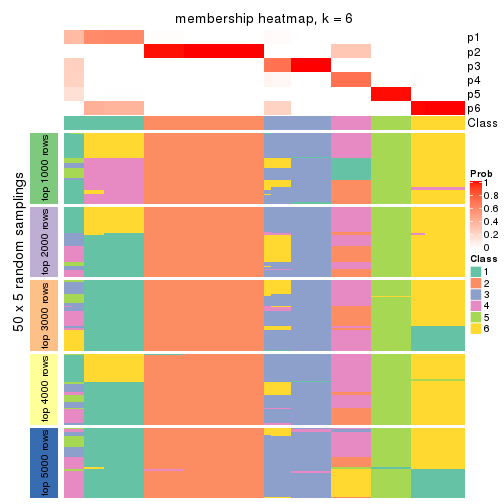 membership heatmap, k = 6
p1
p2
p3
p4
p5
p6
Class
50 x 5 random samplings
top 1000 rows
top 2000 rows
top 3000 rows
top 4000 rows
top 5000 rows
Prob
1
0.8
0.6
0.4
0.2
0
Class
1
2
3
4
5
6